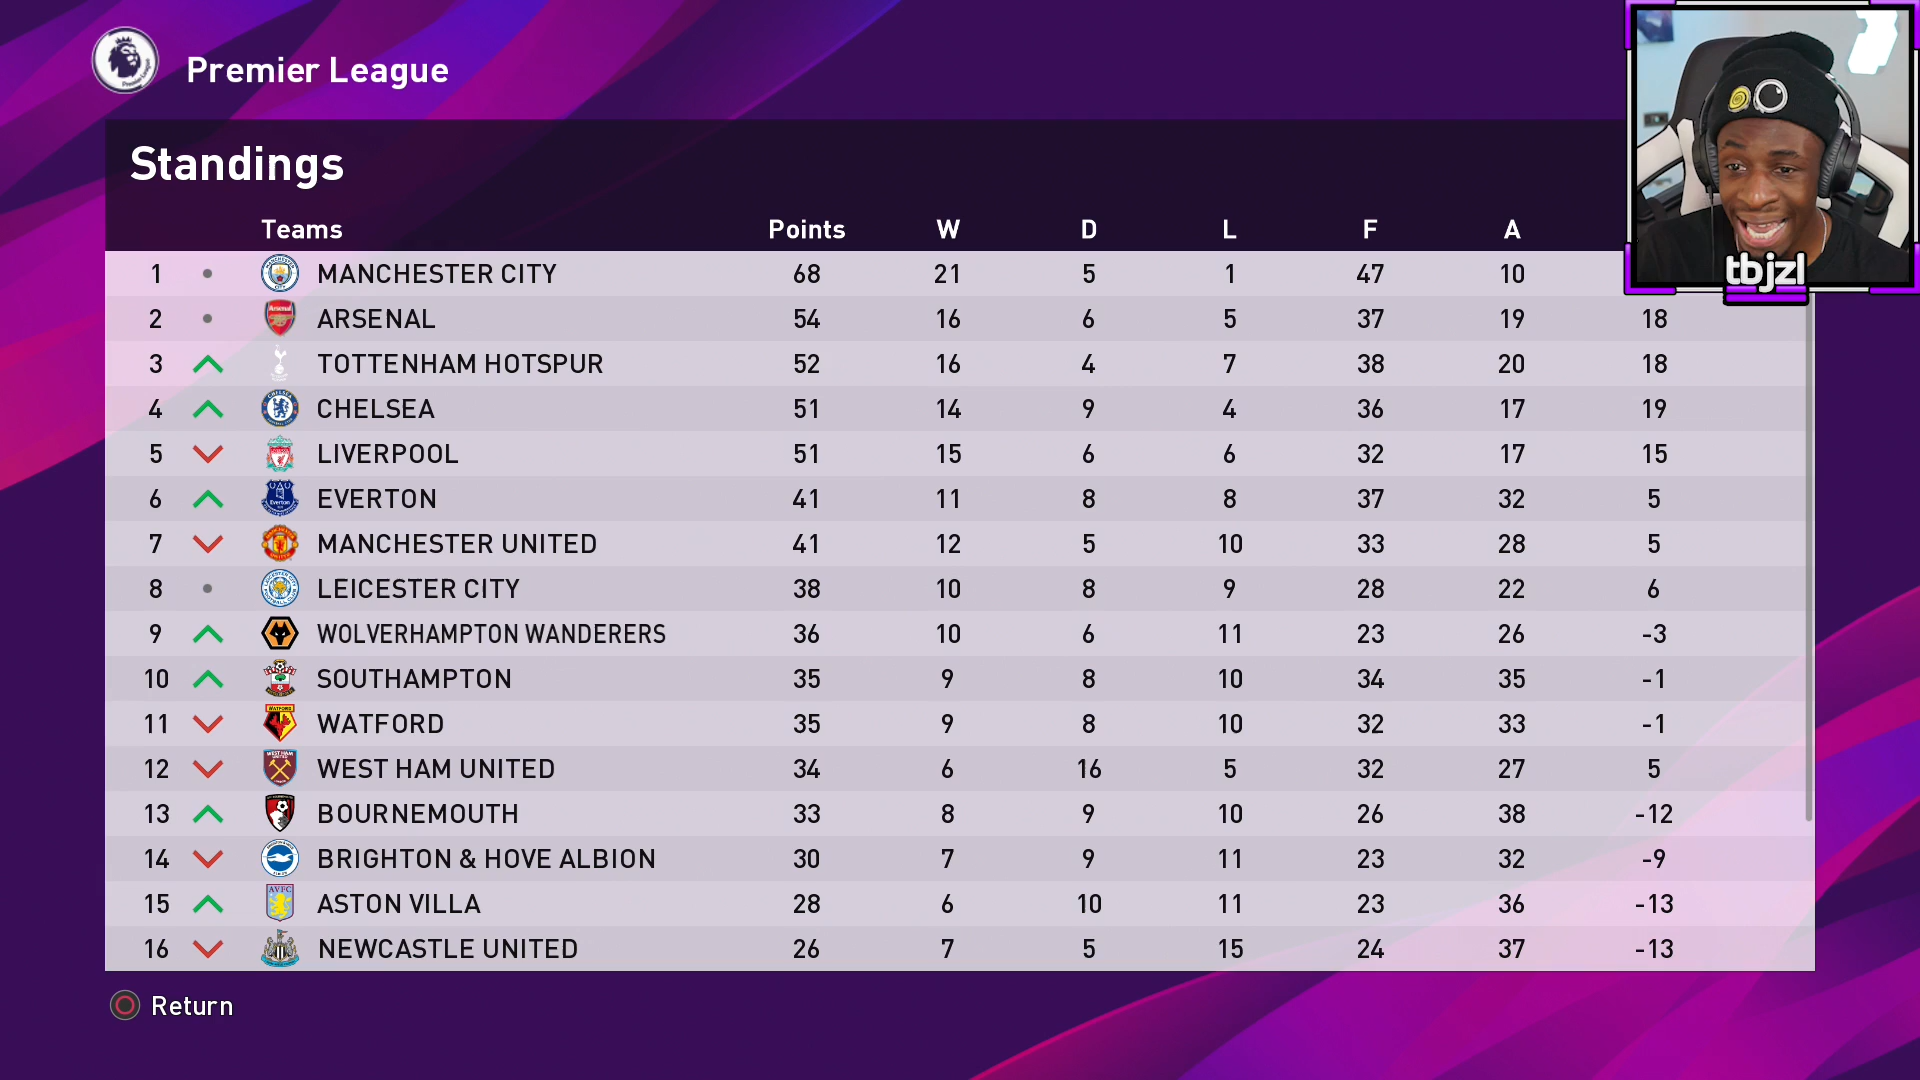 Premier League
Standings
Teams Points W D L F A
1 MANCHESTER CITY 68 21 5 1 47 10
2 ARSENAL 54 16 6 5 37 19 18
3 TOTTENHAM HOTSPUR 52 16 4 7 38 20 18
4 CHELSEA 51 14 9 4 36 17 19
5 LIVERPOOL 51 15 6 6 32 17 15
6 EVERTON 41 11 8 8 37 32 5
7 MANCHESTER UNITED 41 12 5 10 33 28 5
8 LEICESTER CITY 38 10 8 9 28 22 6
9 WOLVERHAMPTON WANDERERS 36 10 6 11 23 26 -3
10 SOUTHAMPTON 35 9 8 10 34 35 -1
11 WATFORD 35 9 8 10 32 33 -1
12 WEST HAM UNITED 34 6 16 5 32 27 5
13 BOURNEMOUTH 33 8 9 10 26 38 -12
14 BRIGHTON & HOVE ALBION 30 7 9 11 23 32 -9
15 ASTON VILLA 28 6 10 11 23 36 -13
16 NEWCASTLE UNITED 26 7 5 15 24 37 -13
Return
tbjzl